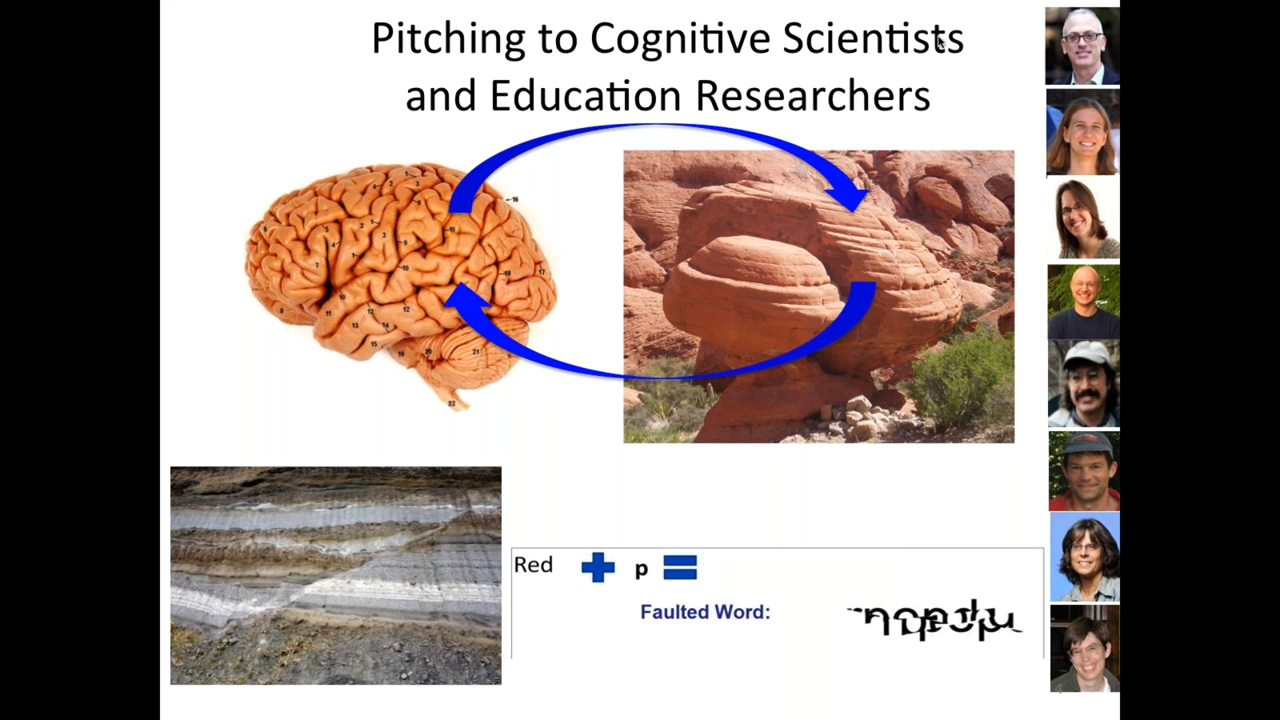 Pitching to Cognitive Scientists
and Education Researchers
Red + p =
Faulted Word: